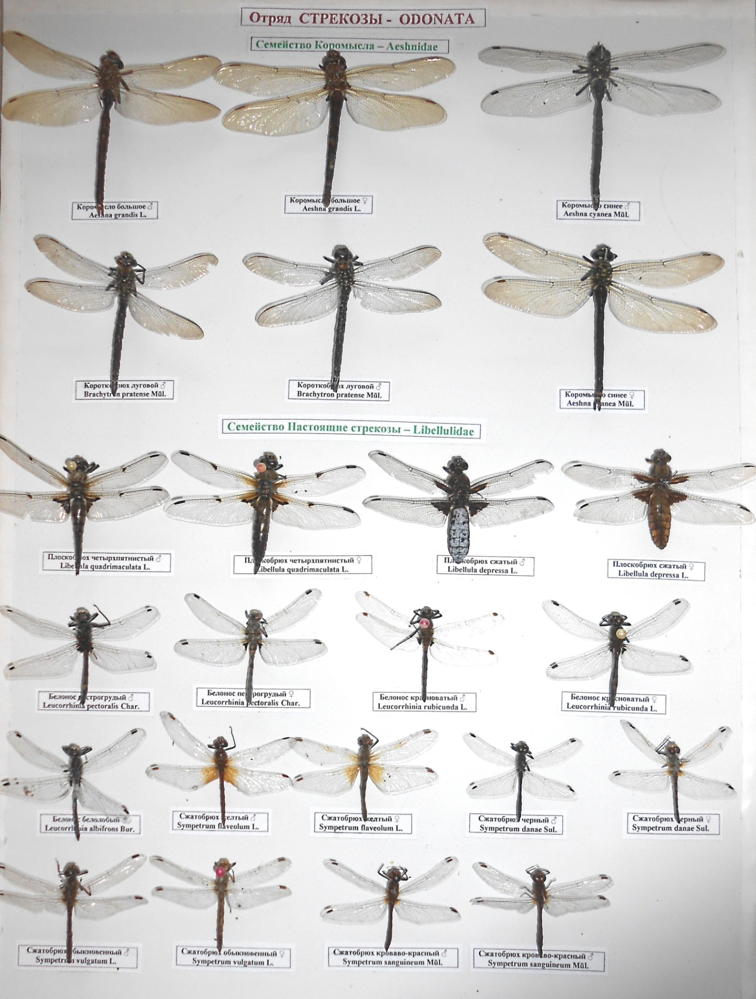 Отряд СТРЕКОЗЫ - ODONATA
Семейство Коромысла – Aeshnidae
Коромысло большое ♂
Aeshna grandis L.
Коромысло большое ♀
Aeshna grandis L.
Коромысло синее ♂
Aeshna cyanea Mül.
Короткобрюх луговой ♂
Brachytron pratense Mül.
Короткобрюх луговой ♂
Brachytron pratense Mül.
Коромысло синее ♀
Aeshna cyanea Mül.
Семейство Настоящие стрекозы – Libellulidae
Плоскобрюх четырхпятнистый ♂
Libellula quadrimaculata L.
Плоскобрюх четырхпятнистый ♀
Libellula quadrimaculata L.
Плоскобрюх сжатый ♂
Libellula depressa L.
Плоскобрюх сжатый ♀
Libellula depressa L.
Белонос пестрогрудый ♂
Leucorrhinia pectoralis Char.
Белонос пестрогрудый ♀
Leucorrhinia pectoralis Char.
Белонос красноватый ♂
Leucorrhinia rubicunda L.
Белонос красноватый ♀
Leucorrhinia rubicunda L.
Белонос белолобый ♂
Leucorrhinia albifrons Bur.
Сжатобрюх желтый ♂
Sympetrum flaveolum L.
Сжатобрюх желтый ♀
Sympetrum flaveolum L.
Сжатобрюх черный ♂
Sympetrum danae Sul.
Сжатобрюх черный ♀
Sympetrum danae Sul.
Сжатобрюх обыкновенный ♂
Sympetrum vulgatum L.
Сжатобрюх обыкновенный ♀
Sympetrum vulgatum L.
Сжатобрюх кроваво-красный ♂
Sympetrum sanguineum Mül.
Сжатобрюх кроваво-красный ♂
Sympetrum sanguineum Mül.